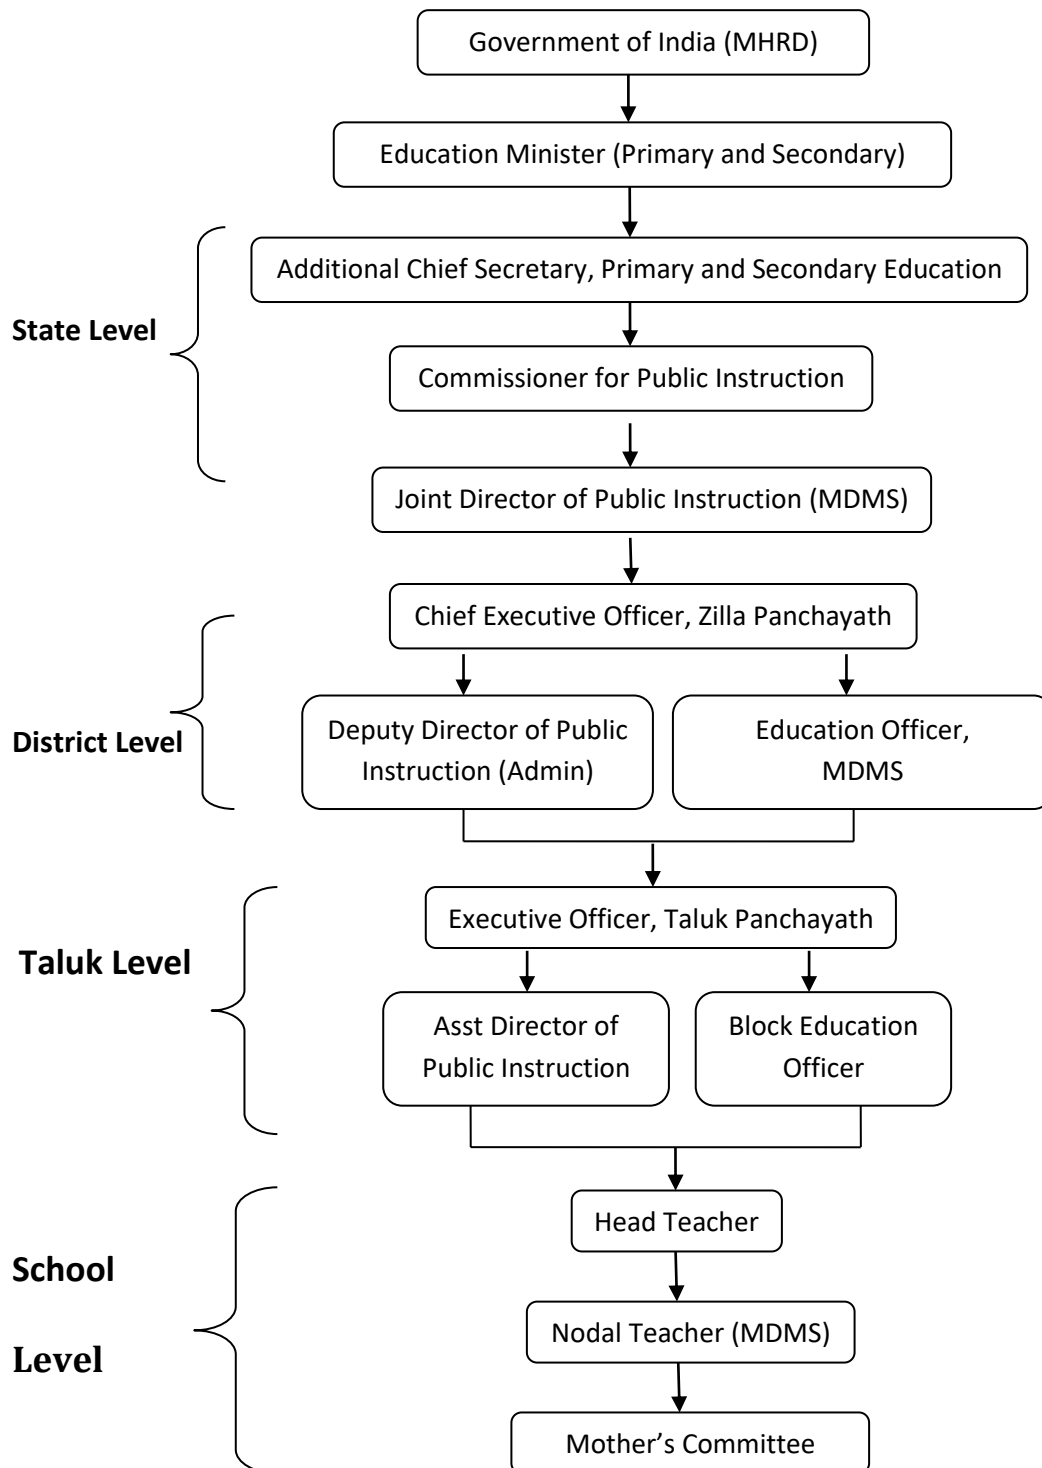 Government of India (MHRD)
Education Minister (Primary and Secondary)
Additional Chief Secretary, Primary and Secondary Education
State Level
Commissioner for Public Instruction
Joint Director of Public Instruction (MDMS)
Chief Executive Officer, Zilla Panchayath
District Level
Deputy Director of Public
Instruction (Admin)
Education Officer,
MDMS
Executive Officer, Taluk Panchayath
Taluk Level
Asst Director of
Public Instruction
Block Education
Officer
Head Teacher
School
Level
Nodal Teacher (MDMS)
Mother’s Committee